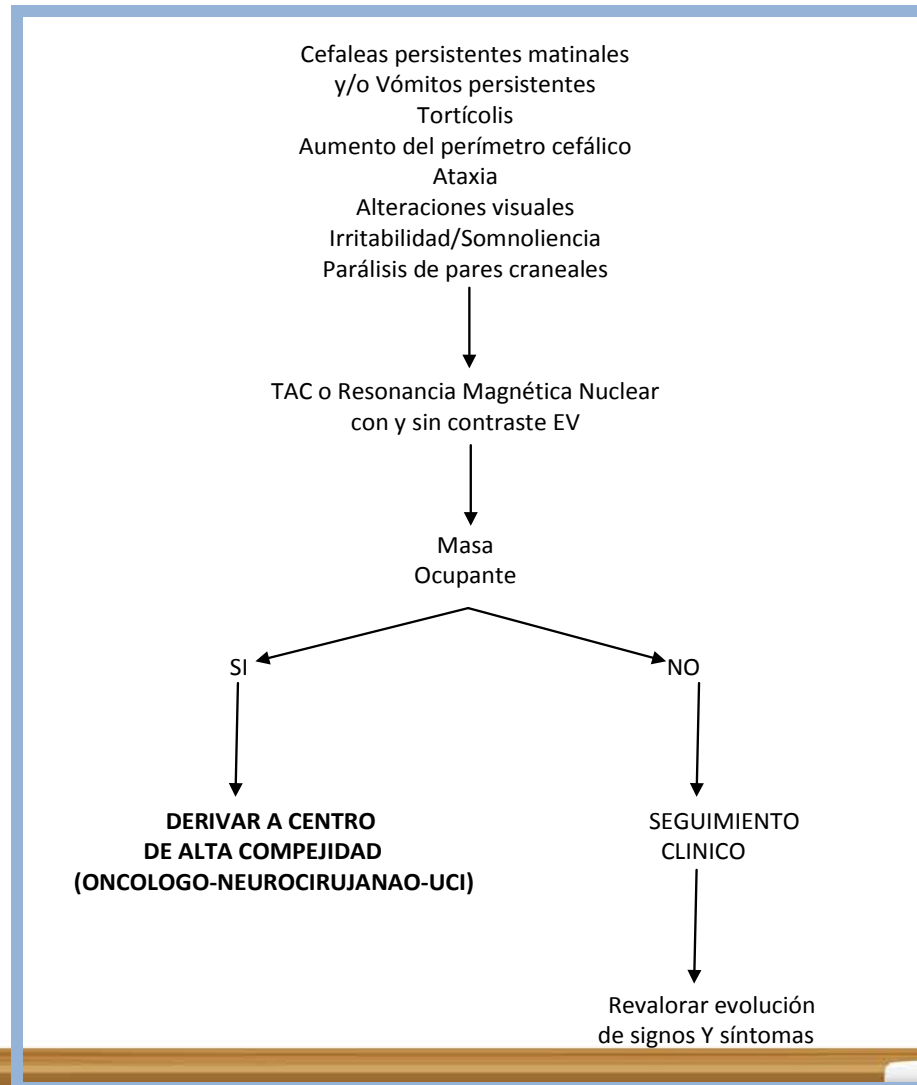 Cefaleas persistentes matinales
y/o Vómitos persistentes
Tortícolis
Aumento del perímetro cefálico
Ataxia
Alteraciones visuales
Irritabilidad/Somnoliencia
Parálisis de pares craneales
TAC o Resonancia Magnética Nuclear
con y sin contraste EV
Masa
Ocupante
SI
NO
DERIVAR A CENTRO
DE ALTA COMPEJIDAD
(ONCOLOGO-NEUROCIRUJANAO-UCI)
SEGUIMIENTO
CLINICO
Revalorar evolución
de signos Y síntomas